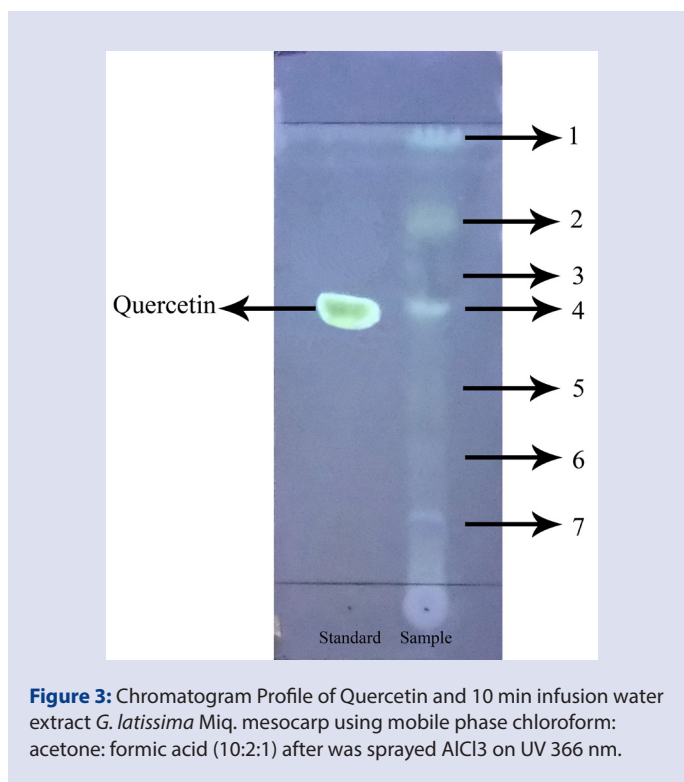 1
2
3
Quercetin
4
5
6
7
Standard Sample
Figure 3: Chromatogram Profile of Quercetin and 10 min infusion water
extract G. latissima Miq. mesocarp using mobile phase chloroform:
acetone: formic acid (10:2:1) after was sprayed AlCl3 on UV 366 nm.